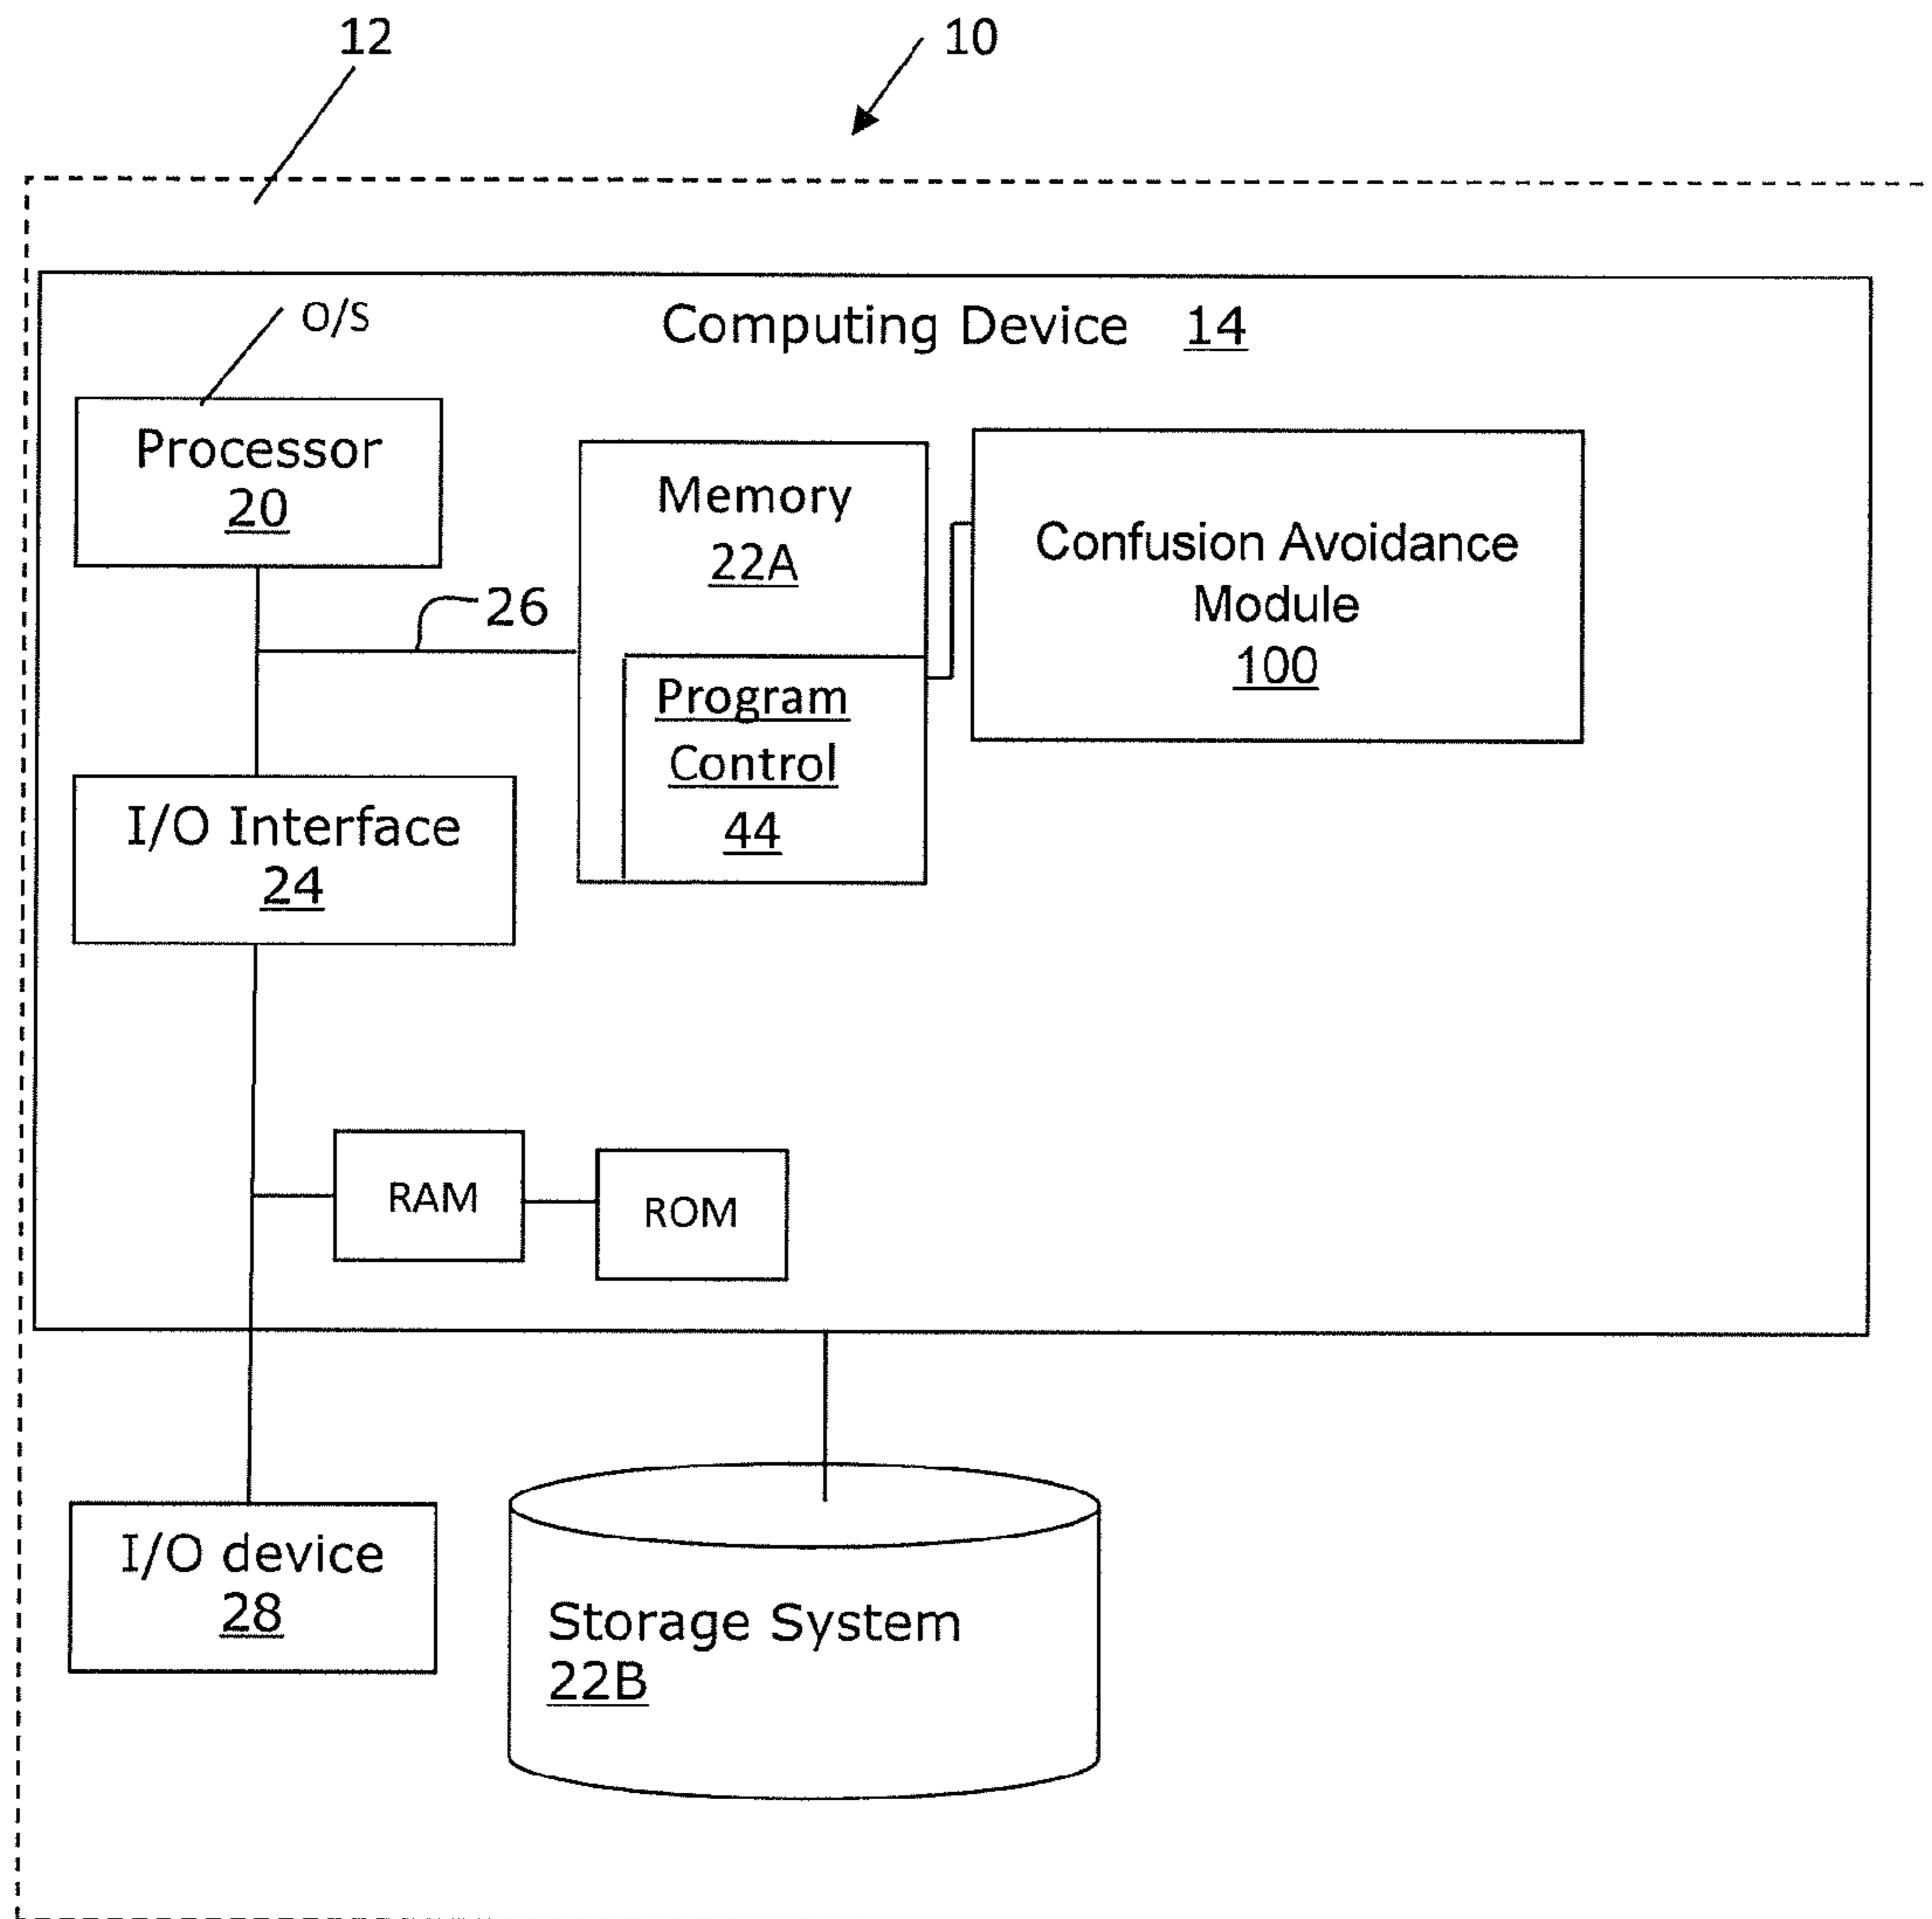 12
10
O/S
Computing Device 14
Processor
20
Memory
22A
Confusion Avoidance
Module
100
26
Program
Control
44
I/O Interface
24
RAM
ROM
I/O device
28
Storage System
22B